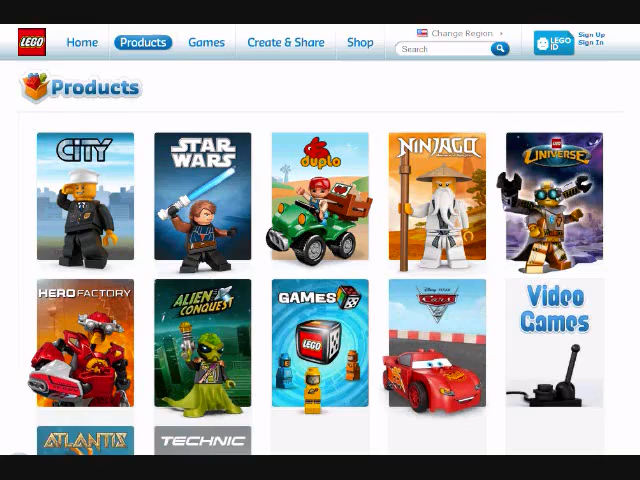 LEGO
Home
Products
Games
Create & Share
Shop
Change Region
Search
LEGO ID
Sign Up
Sign In
Products
CITY
STAR WARS
duplo
NINJAGO
LEGO
UNIVERSE
HERO FACTORY
ALIEN CONQUEST
GAMES
LEGO
DISNEY · PIXAR
Cars 2
Video Games
ATLANTIS
TECHNIC